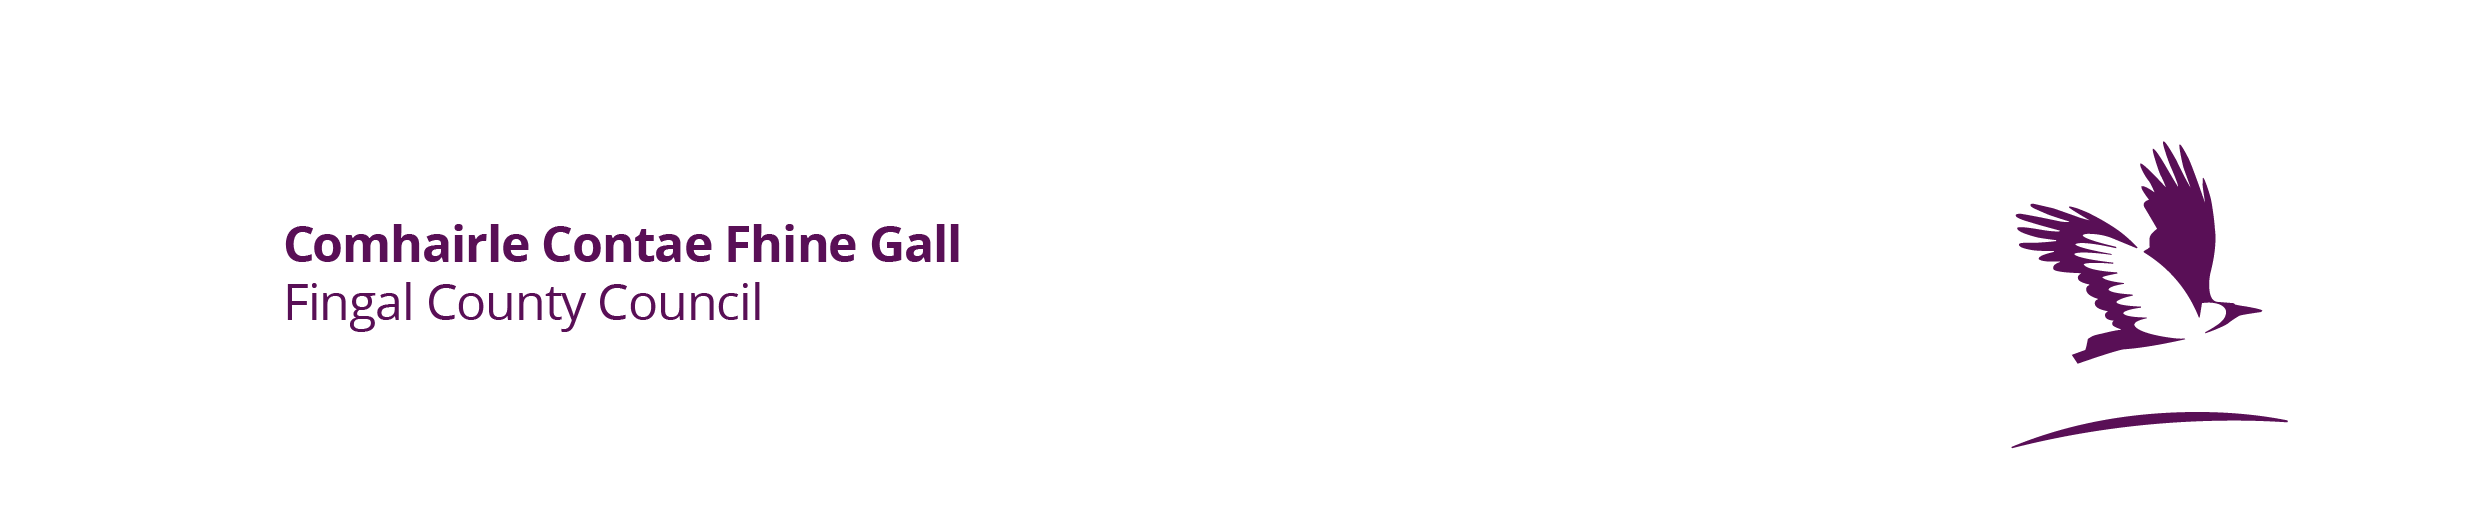 Comhairle Contae Fhine Gall
Fingal County Council